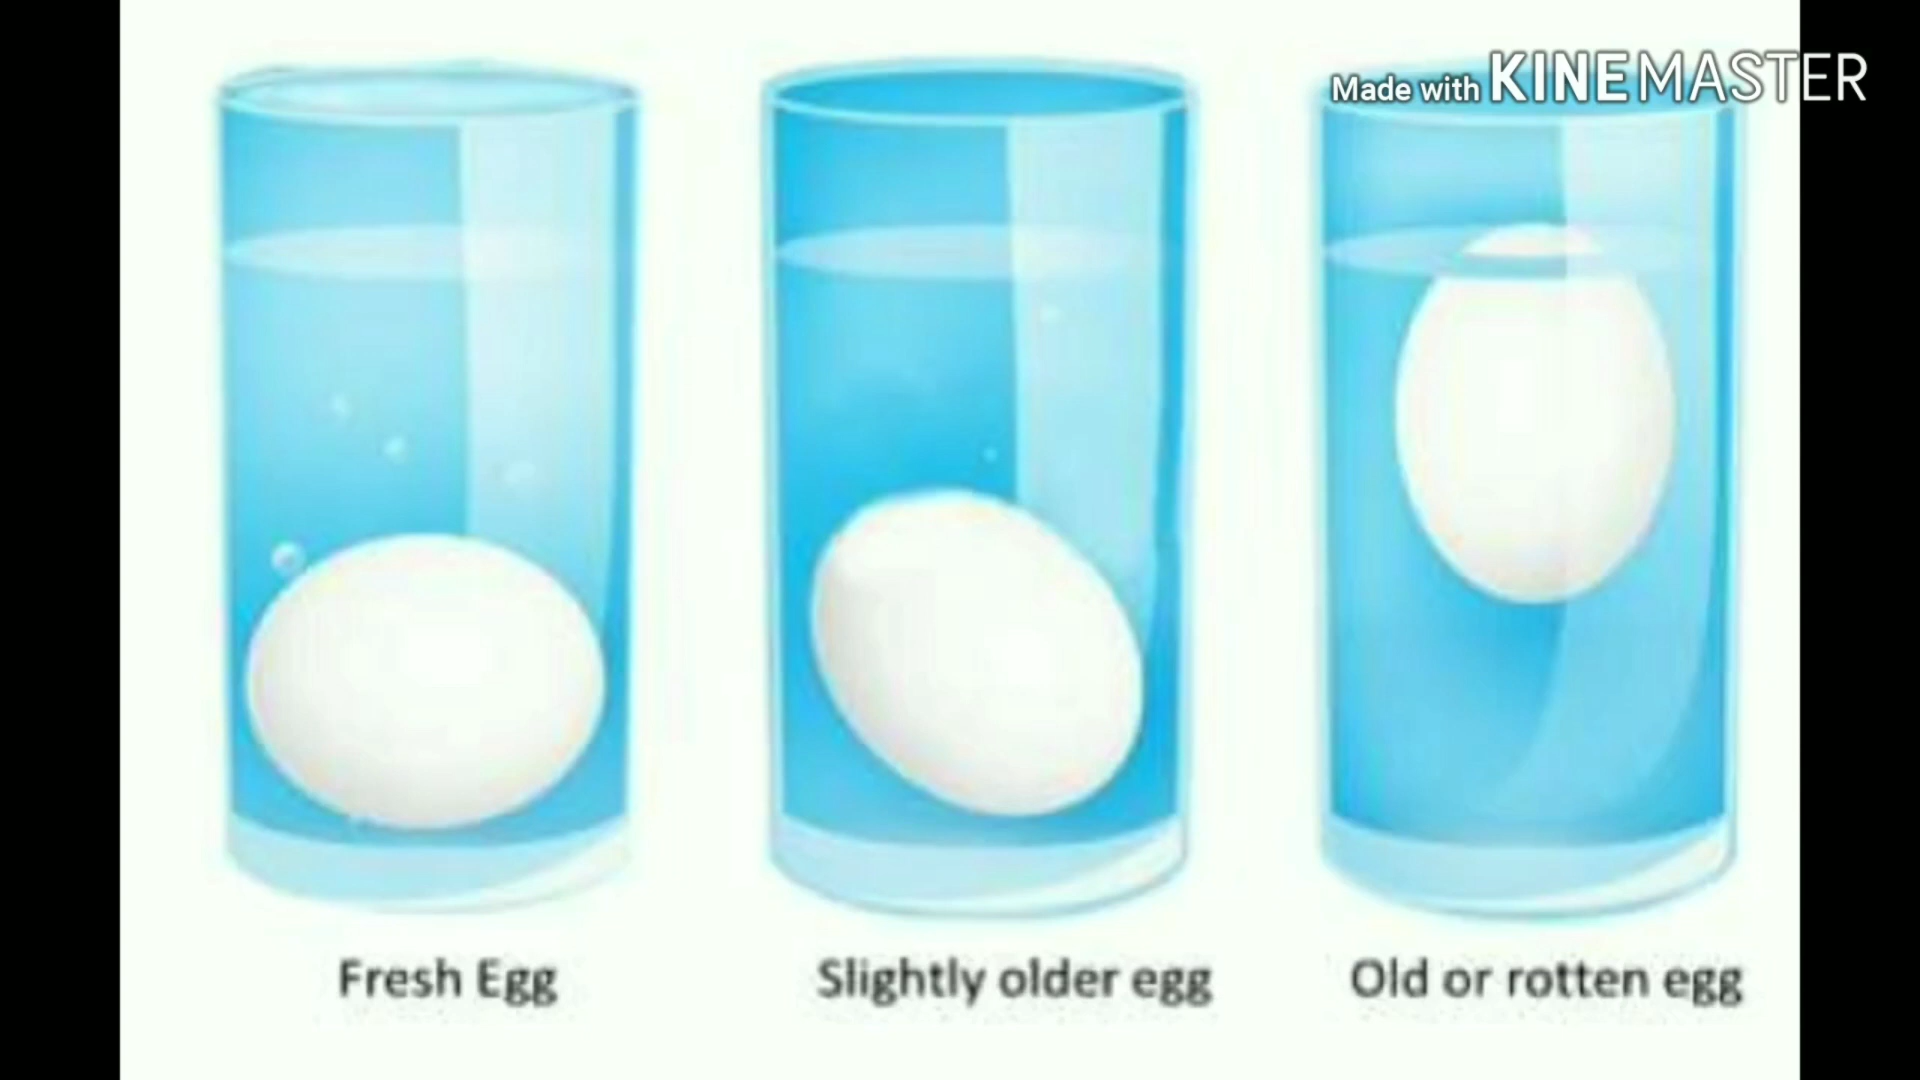 Made with KINEMASTER
Fresh Egg
Slightly older egg
Old or rotten egg